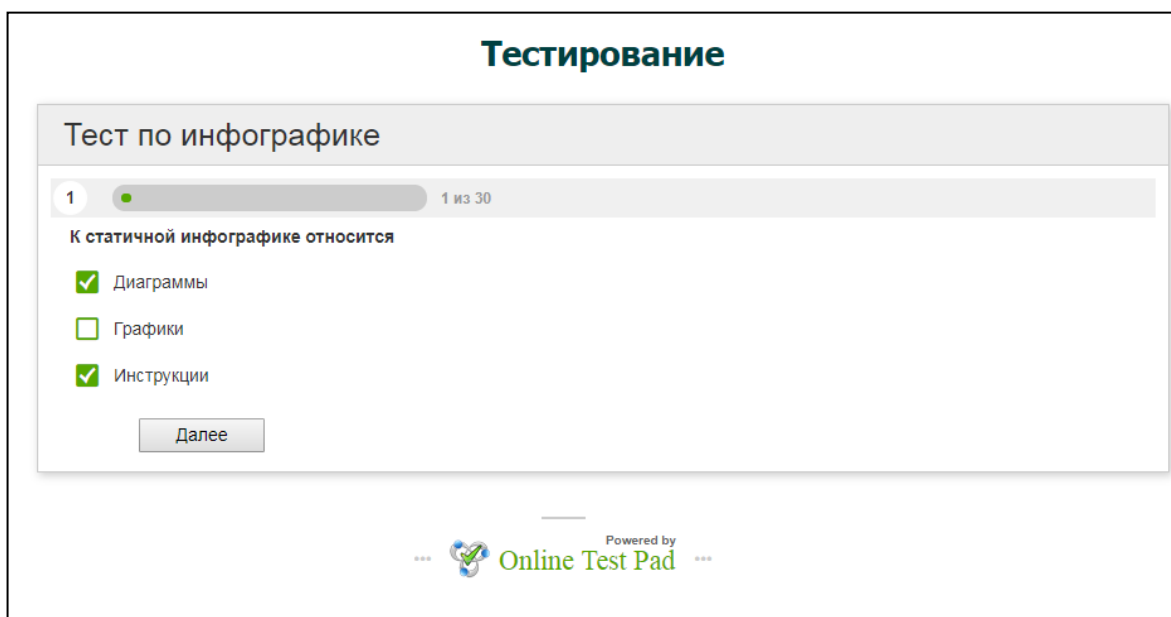 Тестирование
Тест по инфографике
1 1 из 30
К статичной инфографике относится
Диаграммы
Графики
Инструкции
Далее
Powered by
Online Test Pad